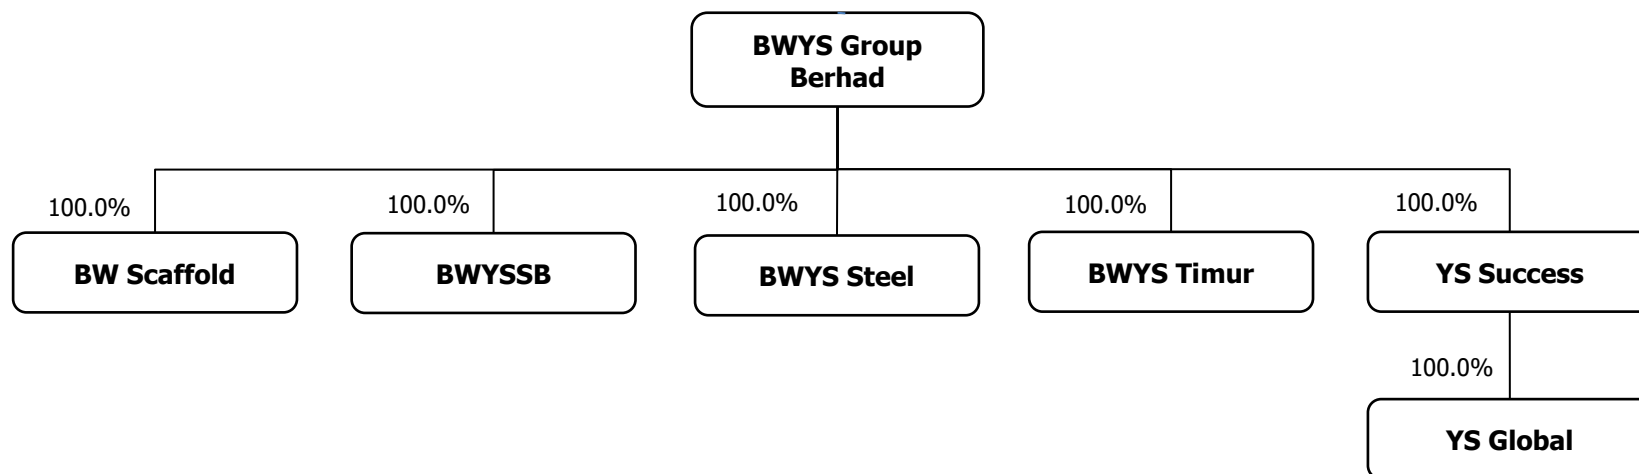 BWYS Group
Berhad
100.0%
100.0%
100.0%
100.0%
100.0%
BW Scaffold
BWYSSB
BWYS Steel
BWYS Timur
YS Success
100.0%
YS Global